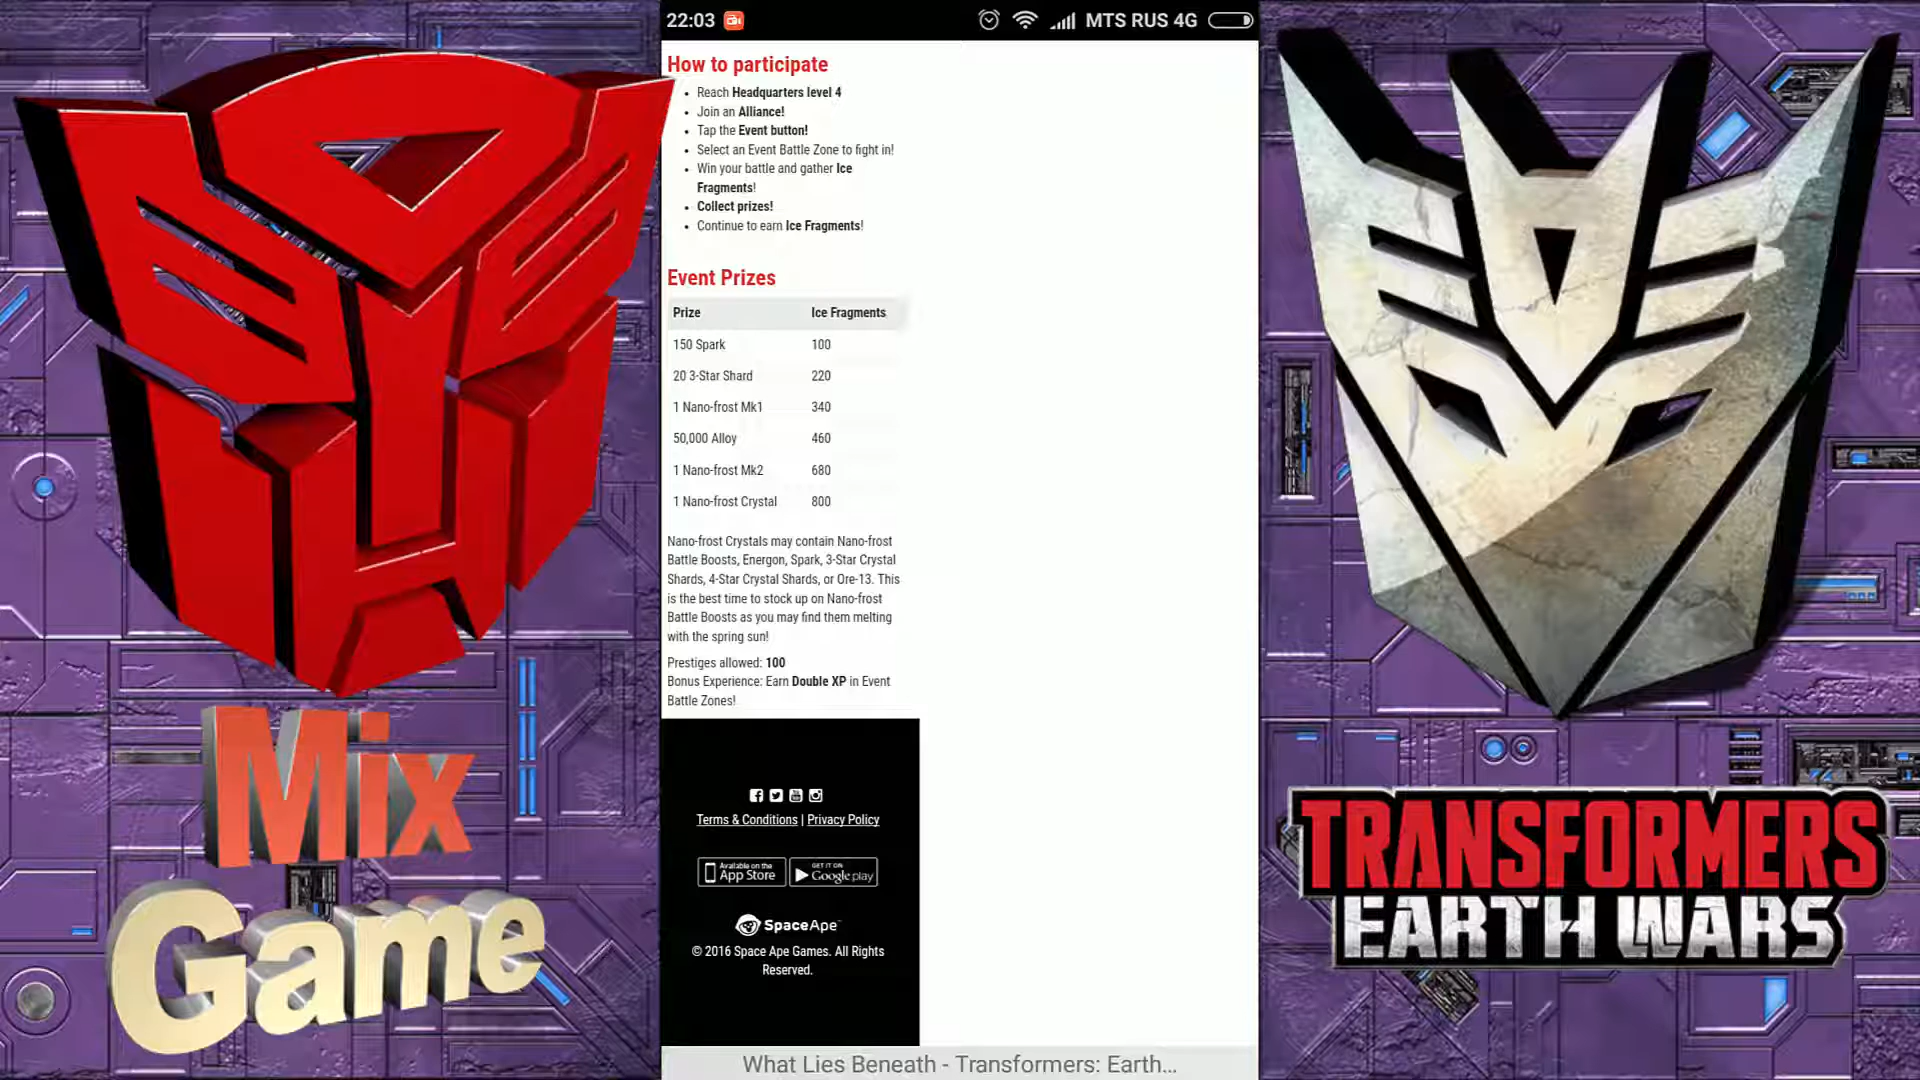 22:03
MTS RUS 4G
How to participate
Reach Headquarters level 4
Join an Alliance!
Tap the Event button!
Select an Event Battle Zone to fight in!
Win your battle and gather Ice
Fragments!
Collect prizes!
Continue to earn Ice Fragments!
Event Prizes
Prize Ice Fragments
150 Spark 100
20 3-Star Shard 220
1 Nano-frost Mk1 340
50,000 Alloy 460
1 Nano-frost Mk2 680
1 Nano-frost Crystal 800
Nano-frost Crystals may contain Nano-frost
Battle Boosts, Energon, Spark, 3-Star Crystal
Shards, 4-Star Crystal Shards, or Ore-13. This
is the best time to stock up on Nano-frost
Battle Boosts as you may find them melting
with the spring sun!
Prestiges allowed: 100
Bonus Experience: Earn Double XP in Event
Battle Zones!
Terms & Conditions | Privacy Policy
Available on the
App Store
GET IT ON
Google play
SpaceApe
© 2016 Space Ape Games. All Rights
Reserved.
What Lies Beneath - Transformers: Earth...
Mix
Game
TRANSFORMERS
EARTH WARS